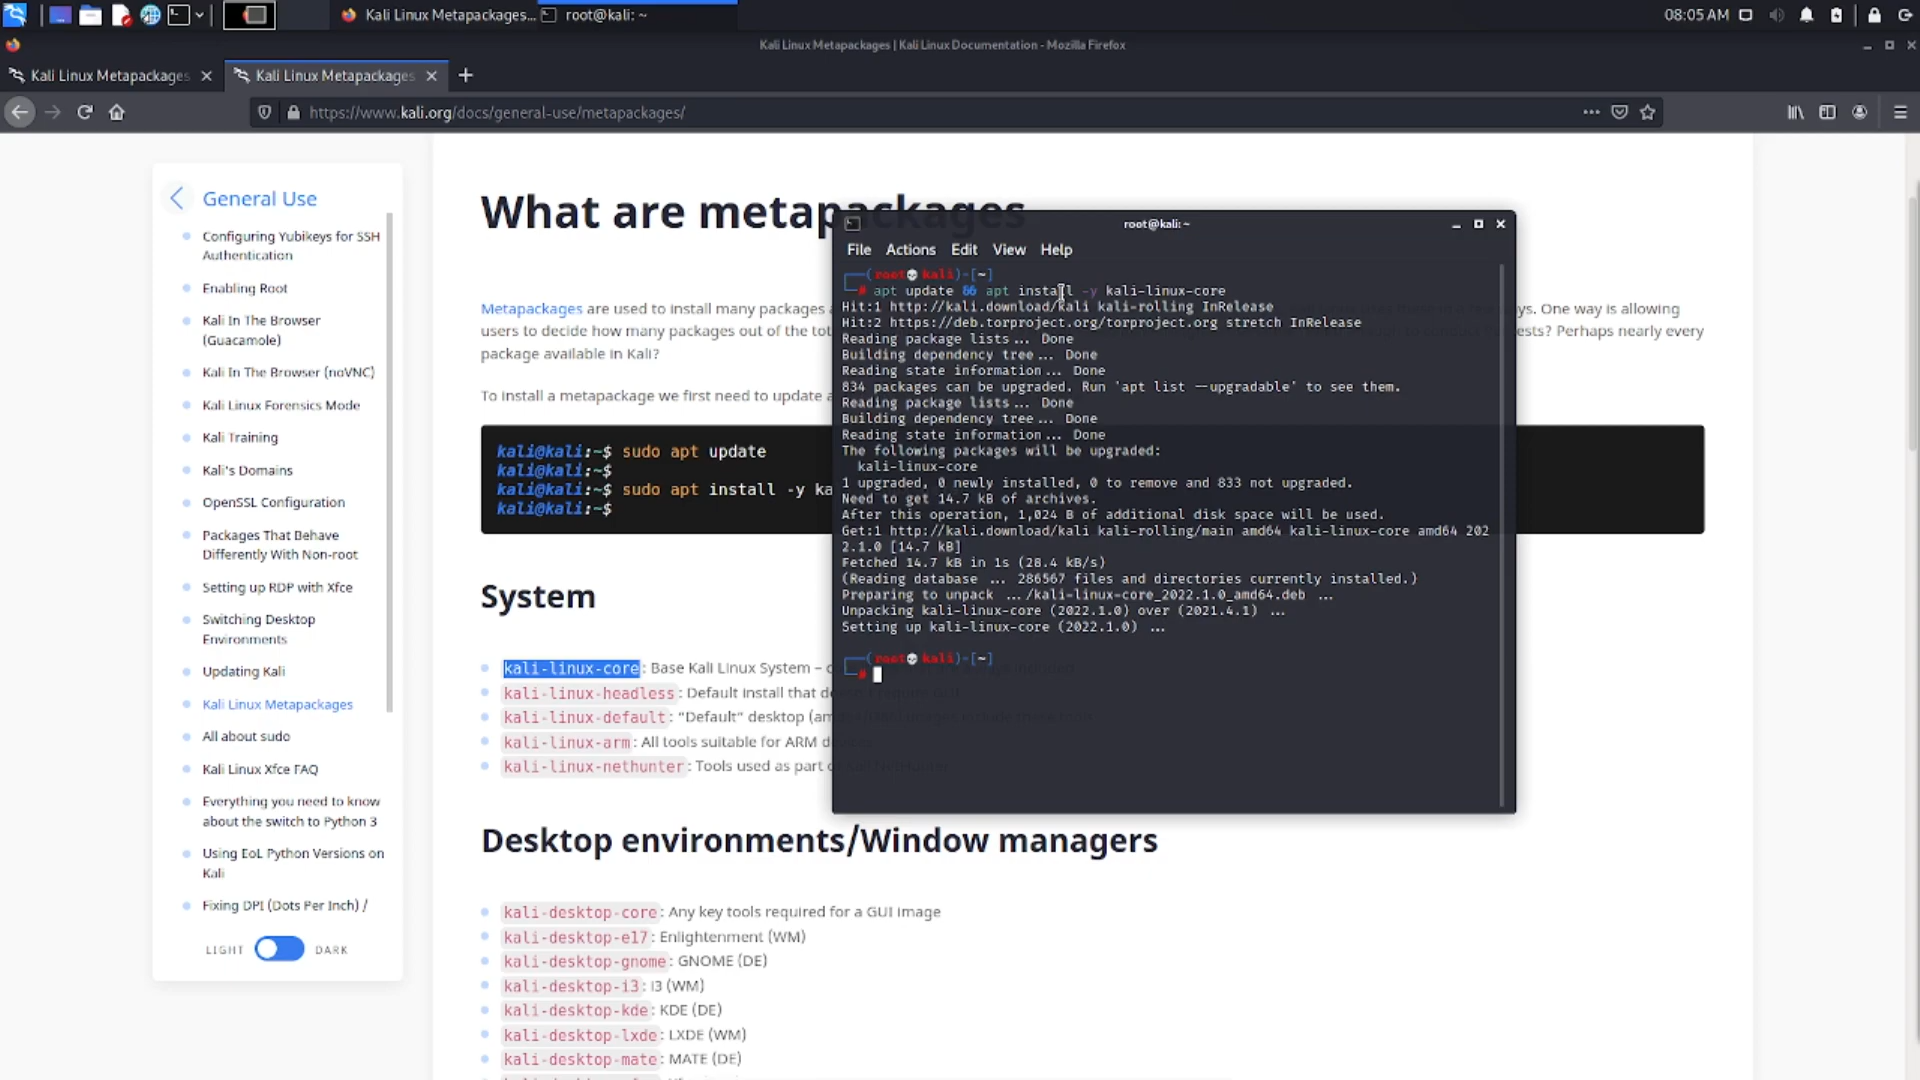 Kali Linux Metapackages...
root@kali: ~
08:05 AM
Kali Linux Metapackages | Kali Linux Documentation - Mozilla Firefox
Kali Linux Metapackages
Kali Linux Metapackages
https://www.kali.org/docs/general-use/metapackages/
General Use
Configuring Yubikeys for SSH
Authentication
Enabling Root
Kali In The Browser
(Guacamole)
Kali In The Browser (noVNC)
Kali Linux Forensics Mode
Kali Training
Kali's Domains
OpenSSL Configuration
Packages That Behave
Differently With Non-root
Setting up RDP with Xfce
Switching Desktop
Environments
Updating Kali
Kali Linux Metapackages
All about sudo
Kali Linux Xfce FAQ
Everything you need to know
about the switch to Python 3
Using EoL Python Versions on
Kali
Fixing DPI (Dots Per Inch) /
LIGHT DARK
What are metapackages
Metapackages are used to install many packages a
ys. One way is allowing
users to decide how many packages out of the tot
ests? Perhaps nearly every
package available in Kali?
To install a metapackage we first need to update a
kali@kali:~$ sudo apt update
kali@kali:~$
kali@kali:~$ sudo apt install -y ka
kali@kali:~$
System
kali-linux-core: Base Kali Linux System –
kali-linux-headless: Default install that
kali-linux-default: "Default" desktop
kali-linux-arm: All tools suitable for ARM
kali-linux-nethunter: Tools used as part
Desktop environments/Window managers
kali-desktop-core: Any key tools required for a GUI image
kali-desktop-e17: Enlightenment (WM)
kali-desktop-gnome: GNOME (DE)
kali-desktop-i3: i3 (WM)
kali-desktop-kde: KDE (DE)
kali-desktop-lxde: LXDE (WM)
kali-desktop-mate: MATE (DE)
root@kali: ~
File Actions Edit View Help
(root💀kali)-[~]
# apt update && apt install -y kali-linux-core
Hit:1 http://kali.download/kali kali-rolling InRelease
Hit:2 https://deb.torproject.org/torproject.org stretch InRelease
Reading package lists... Done
Building dependency tree... Done
Reading state information... Done
834 packages can be upgraded. Run 'apt list --upgradable' to see them.
Reading package lists... Done
Building dependency tree... Done
Reading state information... Done
The following packages will be upgraded:
kali-linux-core
1 upgraded, 0 newly installed, 0 to remove and 833 not upgraded.
Need to get 14.7 kB of archives.
After this operation, 1,024 B of additional disk space will be used.
Get:1 http://kali.download/kali kali-rolling/main amd64 kali-linux-core amd64 202
2.1.0 [14.7 kB]
Fetched 14.7 kB in 1s (28.4 kB/s)
(Reading database ... 286567 files and directories currently installed.)
Preparing to unpack .../kali-linux-core_2022.1.0_amd64.deb ...
Unpacking kali-linux-core (2022.1.0) over (2021.4.1) ...
Setting up kali-linux-core (2022.1.0) ...
(root💀kali)-[~]
#